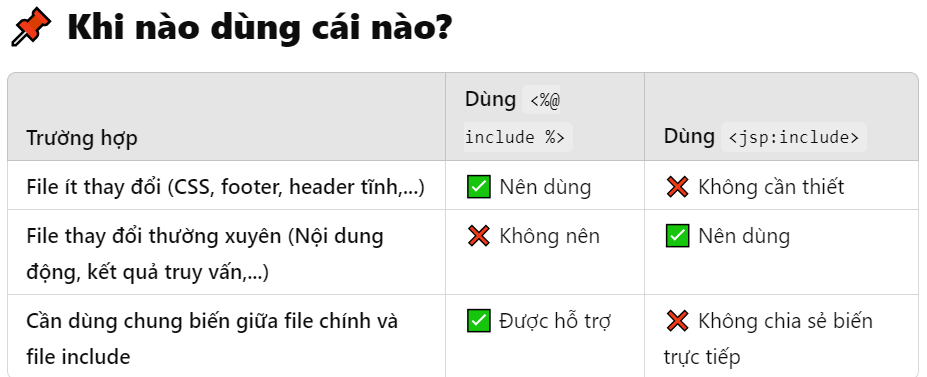 📌 Khi nào dùng cái nào?
Trường hợp
Dùng <%@
include %>
Dùng <jsp:include>
File ít thay đổi (CSS, footer, header tĩnh,...)
✅ Nên dùng
❌ Không cần thiết
File thay đổi thường xuyên (Nội dung
động, kết quả truy vấn,...)
❌ Không nên
✅ Nên dùng
Cần dùng chung biến giữa file chính và
file include
✅ Được hỗ trợ
❌ Không chia sẻ biến
trực tiếp